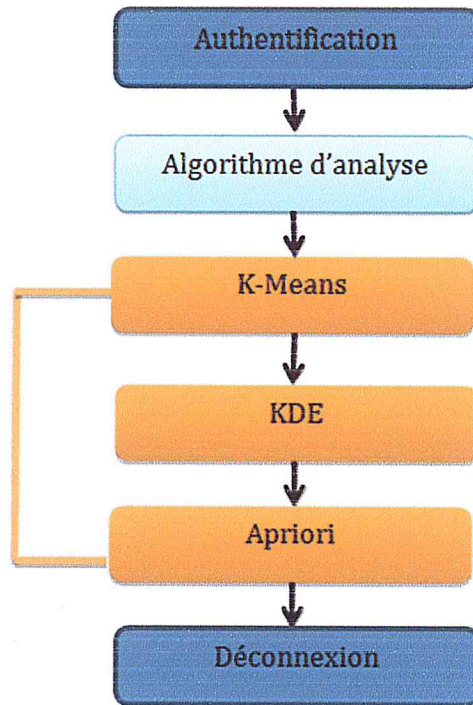 Authentification
Algorithme d'analyse
K-Means
KDE
Apriori
Déconnexion